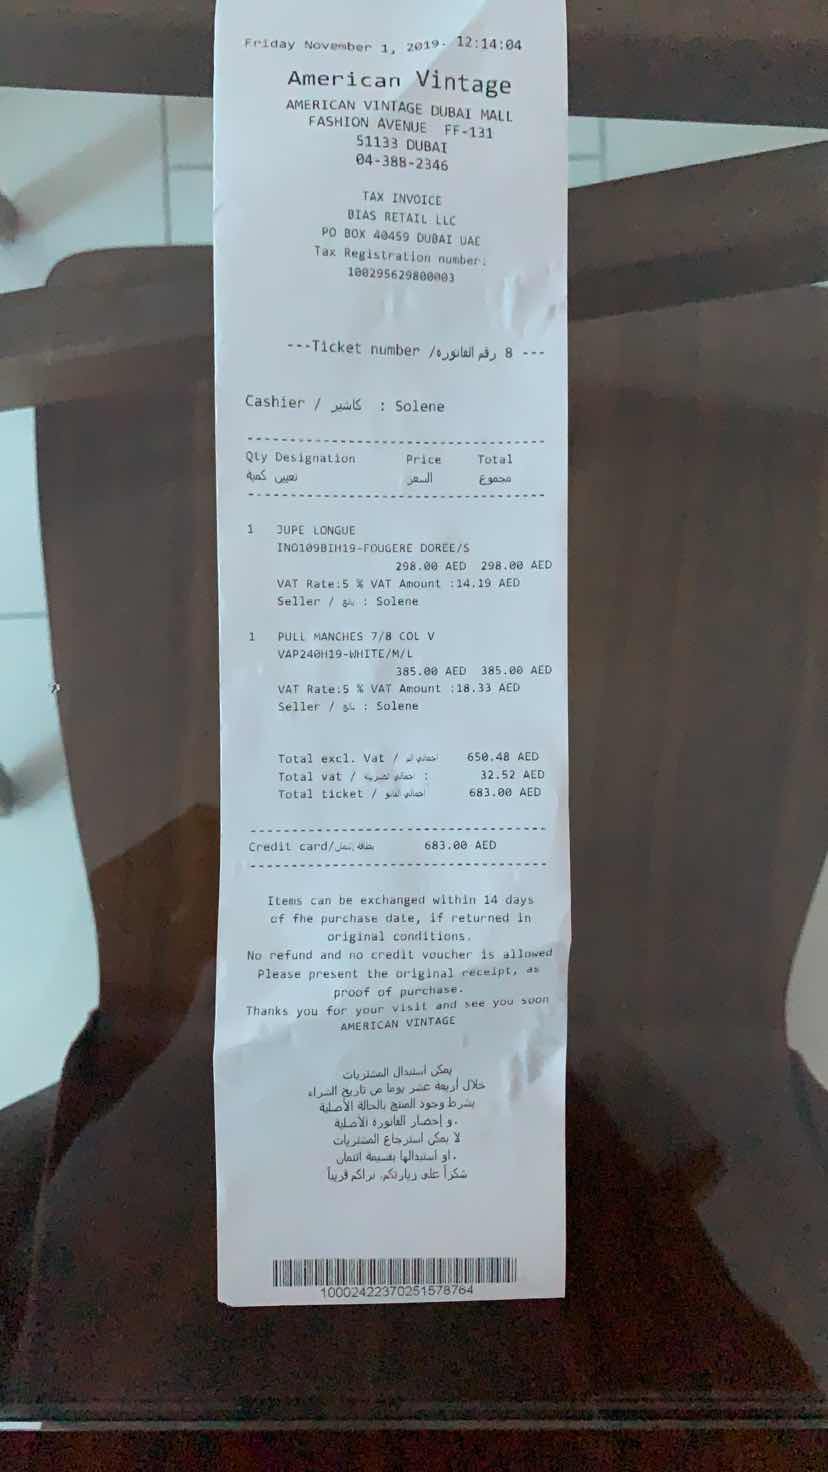 Friday November 1, 2019. 12:14:04
American Vintage
AMERICAN VINTAGE DUBAI MALL
FASHION AVENUE FF-131
51133 DUBAI
04-388-2346
TAX INVOICE
BIAS RETAIL LLC
PO BOX 40459 DUBAI UAE
Tax Registration number:
100295629800003
---Ticket number /رقم الفاتورة 8 ---
Cashier / كاشير : Solene
Qty Designation Price Total
تعيين كمية السعر مجموع
1 JUPE LONGUE
INO109BIH19-FOUGERE DOREE/S
298.00 AED 298.00 AED
VAT Rate:5 % VAT Amount :14.19 AED
Seller / بائع : Solene
1 PULL MANCHES 7/8 COL V
VAP240H19-WHITE/M/L
385.00 AED 385.00 AED
VAT Rate:5 % VAT Amount :18.33 AED
Seller / بائع : Solene
Total excl. Vat / 650.48 AED
Total vat / : 32.52 AED
Total ticket / 683.00 AED
Credit card/ 683.00 AED
Items can be exchanged within 14 days
of fhe purchase date, if returned in
original conditions.
No refund and no credit voucher is allowed
Please present the original receipt, as
proof of purchase.
Thanks you for your visit and see you soon
AMERICAN VINTAGE
يمكن استبدال المشتريات
خلال أربعة عشر يوما من تاريخ الشراء
بشرط وجود المنتج بالحالة الأصلية
و إحضار الفاتورة الأصلية.
لا يمكن استرجاع المشتريات
او استبدالها بقسيمة ائتمان.
شكراً على زيارتكم، نراكم قريباً
10002422370251578764